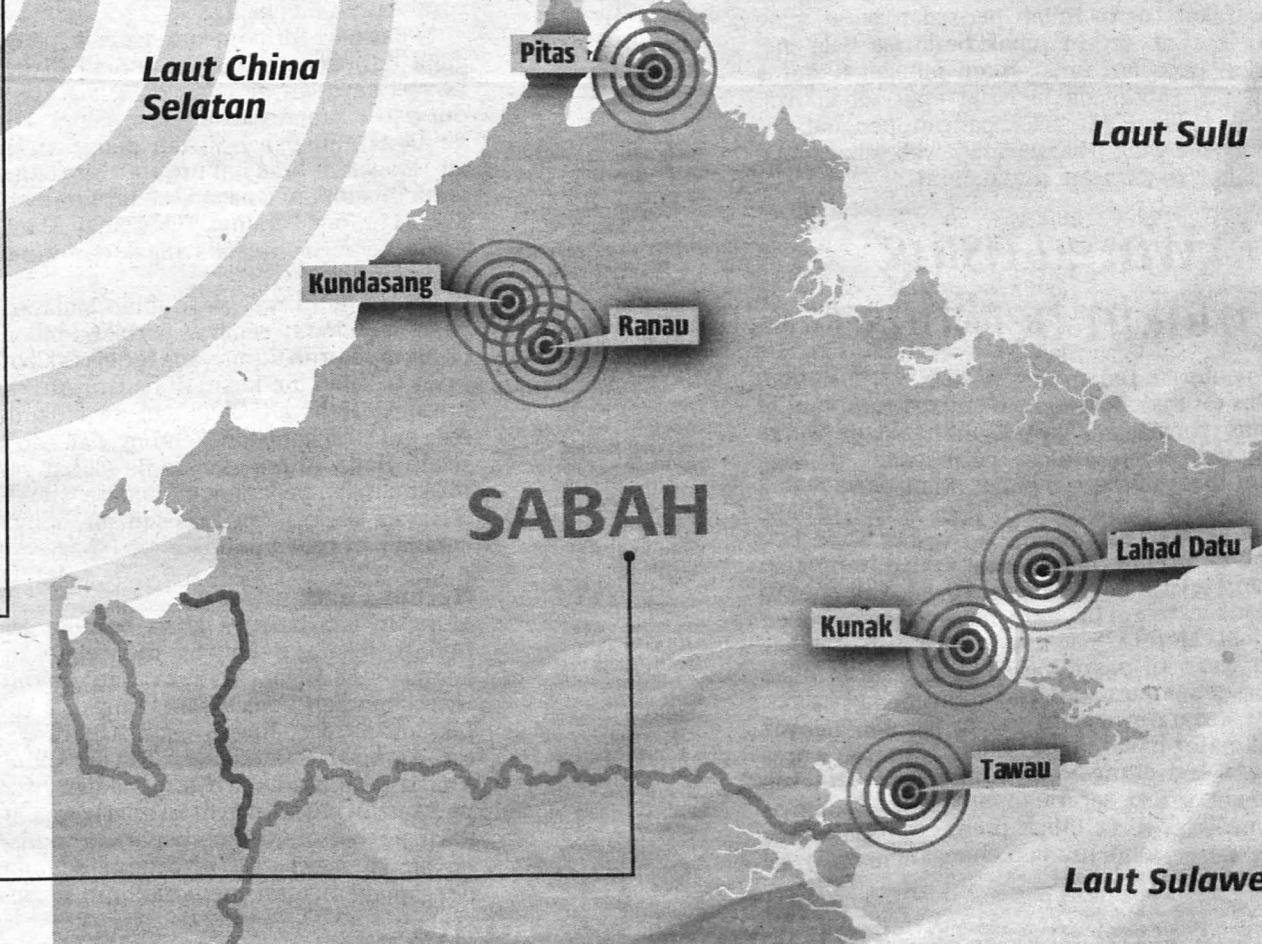 Laut China
Selatan
Pitas
Laut Sulu
Kundasang
Ranau
SABAH
Lahad Datu
Kunak
Tawau
Laut Sulawe